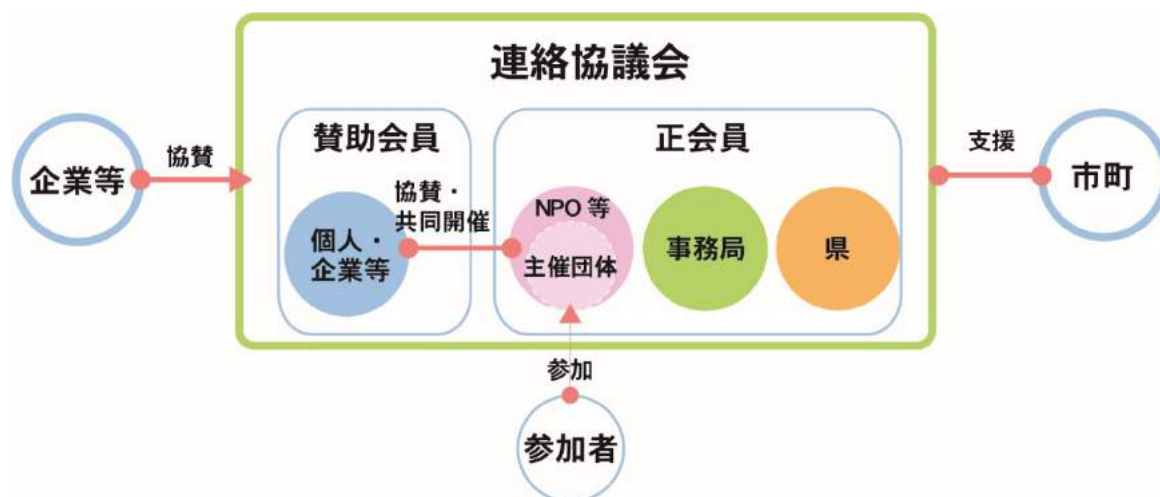 連絡協議会
賛助会員
正会員
企業等
協賛
個人・
企業等
協賛・
共同開催
NPO 等
主催団体
事務局
県
支援
市町
参加
参加者